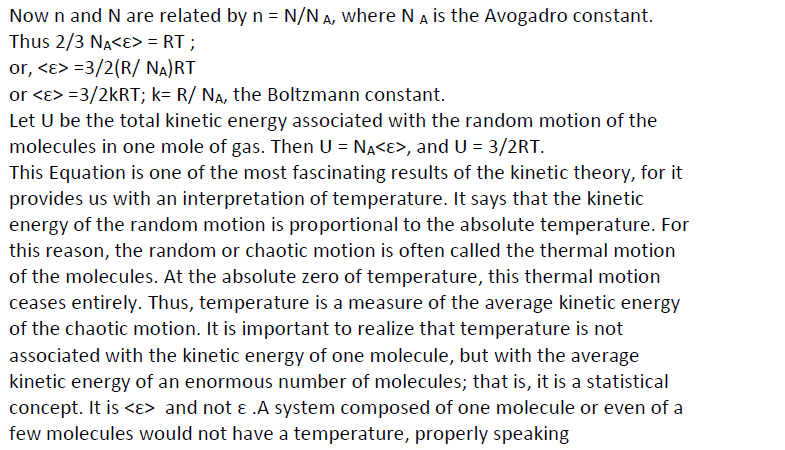 Now n and N are related by n = N/N A, where N A is the Avogadro constant.
Thus 2/3 NA<ε> = RT ;
or, <ε> =3/2(R/ NA)RT
or <ε> =3/2kRT; k= R/ NA, the Boltzmann constant.
Let U be the total kinetic energy associated with the random motion of the
molecules in one mole of gas. Then U = NA<ε>, and U = 3/2RT.
This Equation is one of the most fascinating results of the kinetic theory, for it
provides us with an interpretation of temperature. It says that the kinetic
energy of the random motion is proportional to the absolute temperature. For
this reason, the random or chaotic motion is often called the thermal motion
of the molecules. At the absolute zero of temperature, this thermal motion
ceases entirely. Thus, temperature is a measure of the average kinetic energy
of the chaotic motion. It is important to realize that temperature is not
associated with the kinetic energy of one molecule, but with the average
kinetic energy of an enormous number of molecules; that is, it is a statistical
concept. It is <ε> and not ε .A system composed of one molecule or even of a
few molecules would not have a temperature, properly speaking